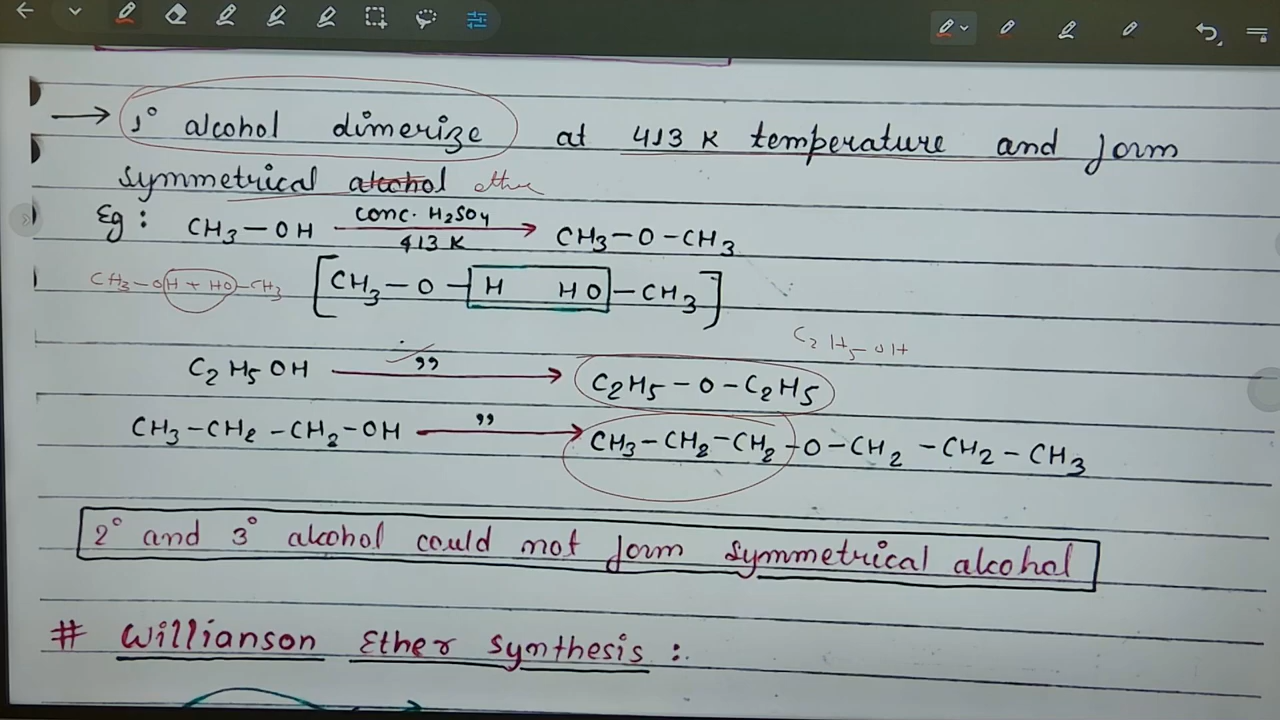 → 1° alcohol dimerize at 413 K temperature and form
symmetrical alcohol ether
Eg : CH3-OH conc. H2SO4 413 K → CH3-O-CH3
CH3-OH + HO-CH3 [CH3-O-H HO-CH3]
C2H5-OH
C2H5OH ,, → C2H5-O-C2H5
CH3-CH2-CH2-OH ,, → CH3-CH2-CH2-O-CH2-CH2-CH3
2° and 3° alcohol could not form symmetrical alcohol
# Willianson Ether synthesis :